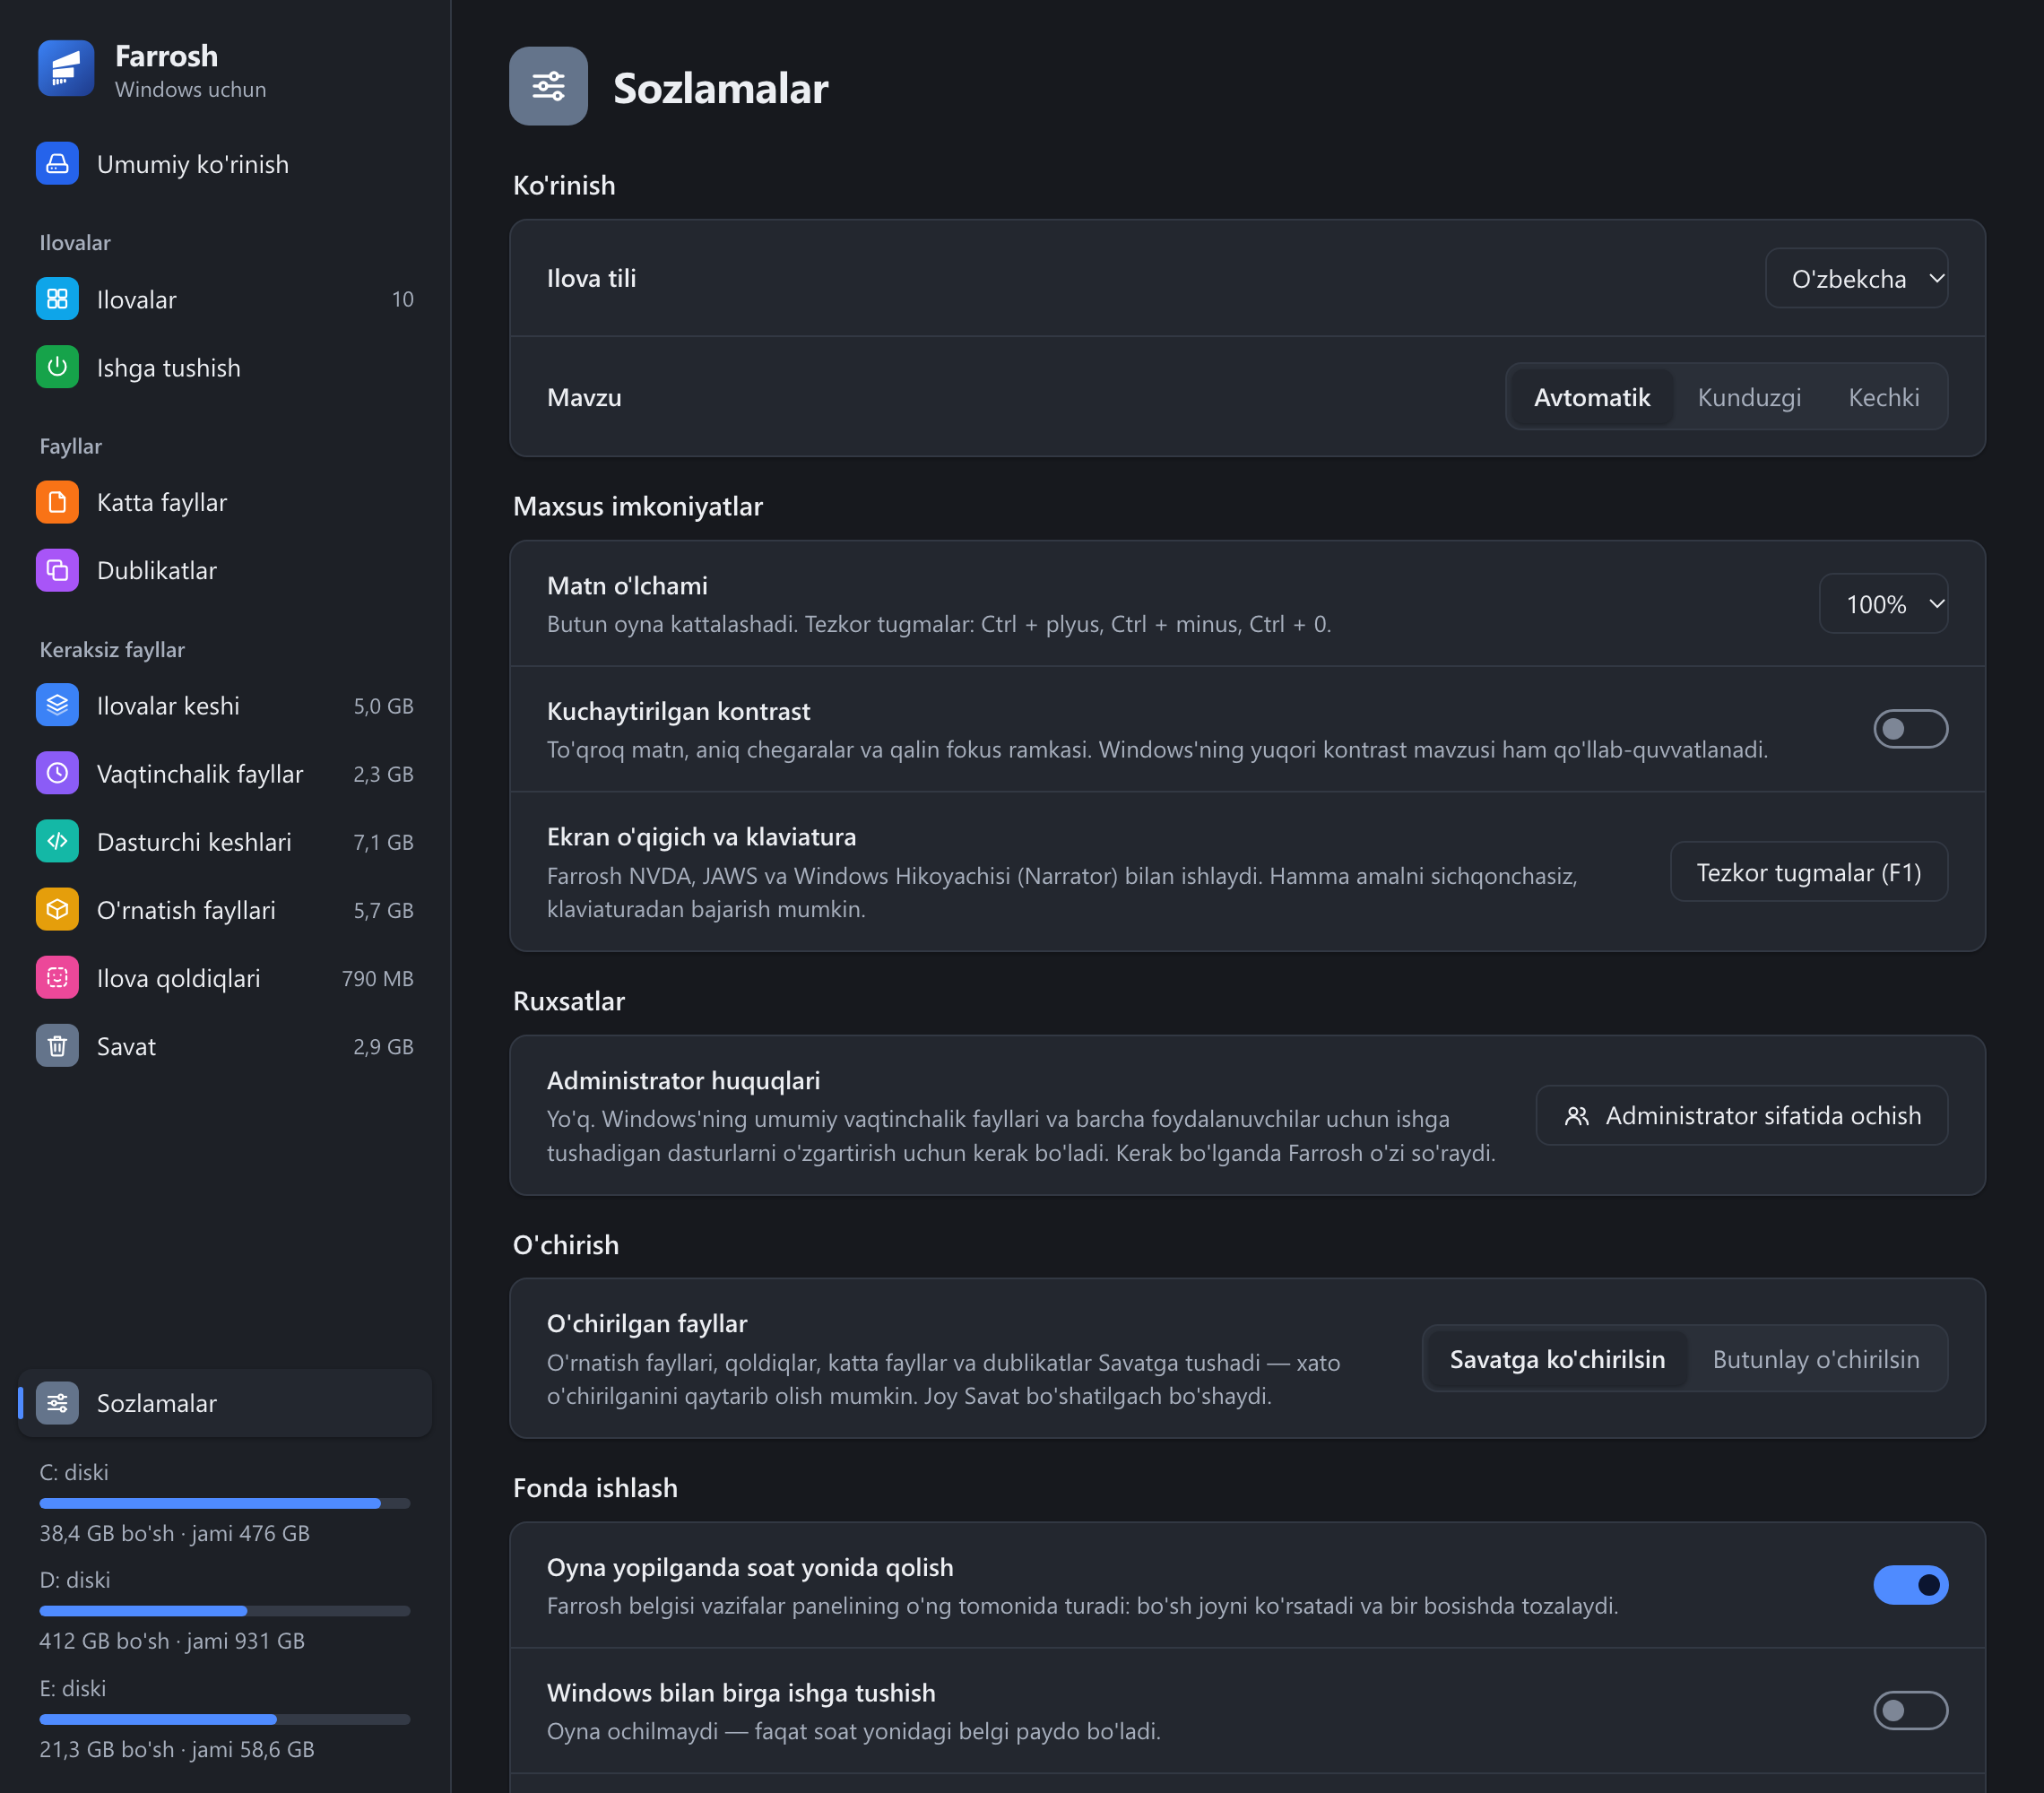 Farrosh
Windows uchun
Umumiy ko'rinish
Ilovalar
Ilovalar 10
Ishga tushish
Fayllar
Katta fayllar
Dublikatlar
Keraksiz fayllar
Ilovalar keshi 5,0 GB
Vaqtinchalik fayllar 2,3 GB
Dasturchi keshlari 7,1 GB
O'rnatish fayllari 5,7 GB
Ilova qoldiqlari 790 MB
Savat 2,9 GB
Sozlamalar
C: diski
38,4 GB bo'sh · jami 476 GB
D: diski
412 GB bo'sh · jami 931 GB
E: diski
21,3 GB bo'sh · jami 58,6 GB
Sozlamalar
Ko'rinish
Ilova tili O'zbekcha
Mavzu Avtomatik Kunduzgi Kechki
Maxsus imkoniyatlar
Matn o'lchami
Butun oyna kattalashadi. Tezkor tugmalar: Ctrl + plyus, Ctrl + minus, Ctrl + 0.
100%
Kuchaytirilgan kontrast
To'qroq matn, aniq chegaralar va qalin fokus ramkasi. Windows'ning yuqori kontrast mavzusi ham qo'llab-quvvatlanadi.
Ekran o'qigich va klaviatura
Farrosh NVDA, JAWS va Windows Hikoyachisi (Narrator) bilan ishlaydi. Hamma amalni sichqonchasiz,
klaviaturadan bajarish mumkin.
Tezkor tugmalar (F1)
Ruxsatlar
Administrator huquqlari
Yo'q. Windows'ning umumiy vaqtinchalik fayllari va barcha foydalanuvchilar uchun ishga
tushadigan dasturlarni o'zgartirish uchun kerak bo'ladi. Kerak bo'lganda Farrosh o'zi so'raydi.
Administrator sifatida ochish
O'chirish
O'chirilgan fayllar
O'rnatish fayllari, qoldiqlar, katta fayllar va dublikatlar Savatga tushadi — xato
o'chirilganini qaytarib olish mumkin. Joy Savat bo'shatilgach bo'shaydi.
Savatga ko'chirilsin Butunlay o'chirilsin
Fonda ishlash
Oyna yopilganda soat yonida qolish
Farrosh belgisi vazifalar panelining o'ng tomonida turadi: bo'sh joyni ko'rsatadi va bir bosishda tozalaydi.
Windows bilan birga ishga tushish
Oyna ochilmaydi — faqat soat yonidagi belgi paydo bo'ladi.